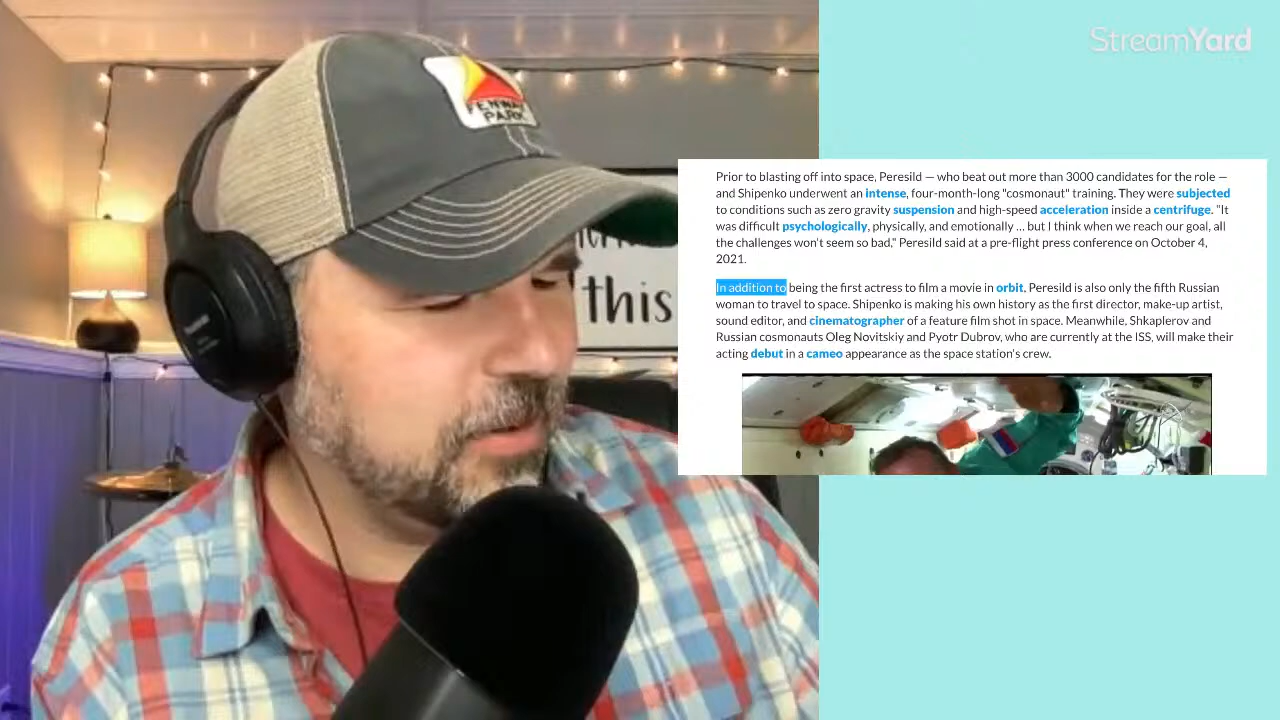 StreamYard
FENWAY
PARK
this
Prior to blasting off into space, Peresild — who beat out more than 3000 candidates for the role —
and Shipenko underwent an intense, four-month-long "cosmonaut" training. They were subjected
to conditions such as zero gravity suspension and high-speed acceleration inside a centrifuge. "It
was difficult psychologically, physically, and emotionally ... but I think when we reach our goal, all
the challenges won't seem so bad," Peresild said at a pre-flight press conference on October 4,
2021.
In addition to being the first actress to film a movie in orbit, Peresild is also only the fifth Russian
woman to travel to space. Shipenko is making his own history as the first director, make-up artist,
sound editor, and cinematographer of a feature film shot in space. Meanwhile, Shkaplerov and
Russian cosmonauts Oleg Novitskiy and Pyotr Dubrov, who are currently at the ISS, will make their
acting debut in a cameo appearance as the space station's crew.